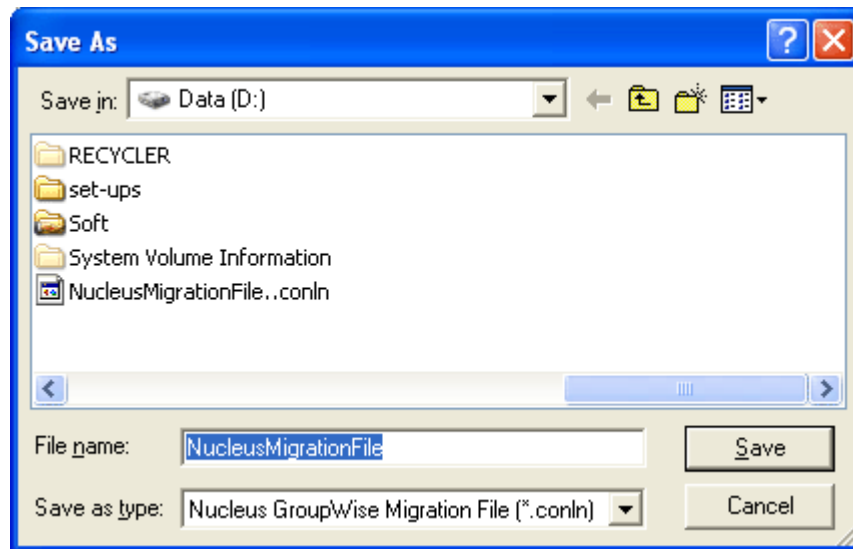 Save As
Save in: Data (D:)
RECYCLER
set-ups
Soft
System Volume Information
NucleusMigrationFile..conln
File name: NucleusMigrationFile Save
Save as type: Nucleus GroupWise Migration File (*.conln) Cancel